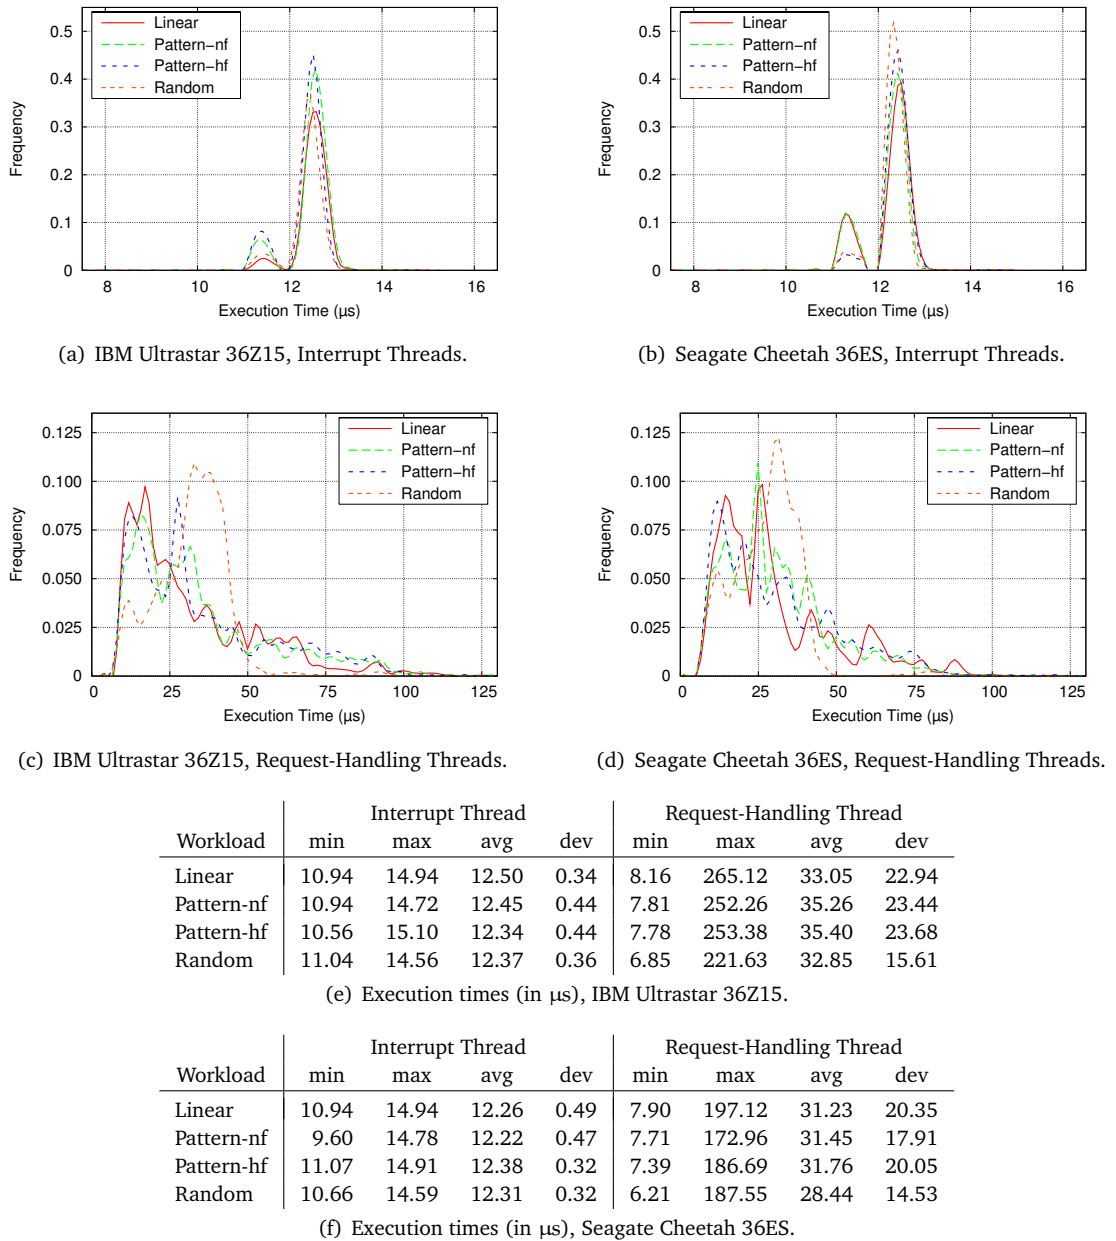 0.5
0.4
0.3
0.2
0.1
0
Frequency
8 10 12 14 16
Execution Time (μs)
Linear
Pattern−nf
Pattern−hf
Random
(a) IBM Ultrastar 36Z15, Interrupt Threads.
0.5
0.4
0.3
0.2
0.1
0
Frequency
8 10 12 14 16
Execution Time (μs)
Linear
Pattern−nf
Pattern−hf
Random
(b) Seagate Cheetah 36ES, Interrupt Threads.
0.125
0.100
0.075
0.050
0.025
0
Frequency
0 25 50 75 100 125
Execution Time (μs)
Linear
Pattern−nf
Pattern−hf
Random
(c) IBM Ultrastar 36Z15, Request-Handling Threads.
0.125
0.100
0.075
0.050
0.025
0
Frequency
0 25 50 75 100 125
Execution Time (μs)
Linear
Pattern−nf
Pattern−hf
Random
(d) Seagate Cheetah 36ES, Request-Handling Threads.
Interrupt Thread Request-Handling Thread
Workload min max avg dev min max avg dev
Linear 10.94 14.94 12.50 0.34 8.16 265.12 33.05 22.94
Pattern-nf 10.94 14.72 12.45 0.44 7.81 252.26 35.26 23.44
Pattern-hf 10.56 15.10 12.34 0.44 7.78 253.38 35.40 23.68
Random 11.04 14.56 12.37 0.36 6.85 221.63 32.85 15.61
(e) Execution times (in μs), IBM Ultrastar 36Z15.
Interrupt Thread Request-Handling Thread
Workload min max avg dev min max avg dev
Linear 10.94 14.94 12.26 0.49 7.90 197.12 31.23 20.35
Pattern-nf 9.60 14.78 12.22 0.47 7.71 172.96 31.45 17.91
Pattern-hf 11.07 14.91 12.38 0.32 7.39 186.69 31.76 20.05
Random 10.66 14.59 12.31 0.32 6.21 187.55 28.44 14.53
(f) Execution times (in μs), Seagate Cheetah 36ES.